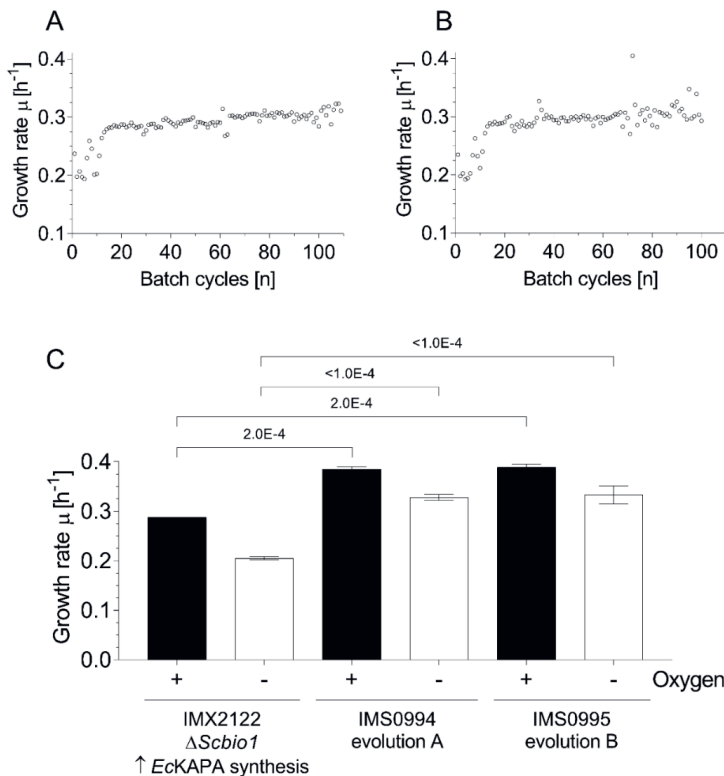 A
B
Growth rate μ [h⁻¹]
0.4
0.3
0.2
0.1
0 20 40 60 80 100
Batch cycles [n]
Growth rate μ [h⁻¹]
0.4
0.3
0.2
0.1
0 20 40 60 80 100
Batch cycles [n]
C
<1.0E-4
<1.0E-4
2.0E-4
2.0E-4
Growth rate μ [h⁻¹]
0.4
0.3
0.2
0.1
0.0
+ - + - + - Oxygen
IMX2122 IMS0994 IMS0995
ΔScbio1 evolution A evolution B
↑ EcKAPA synthesis